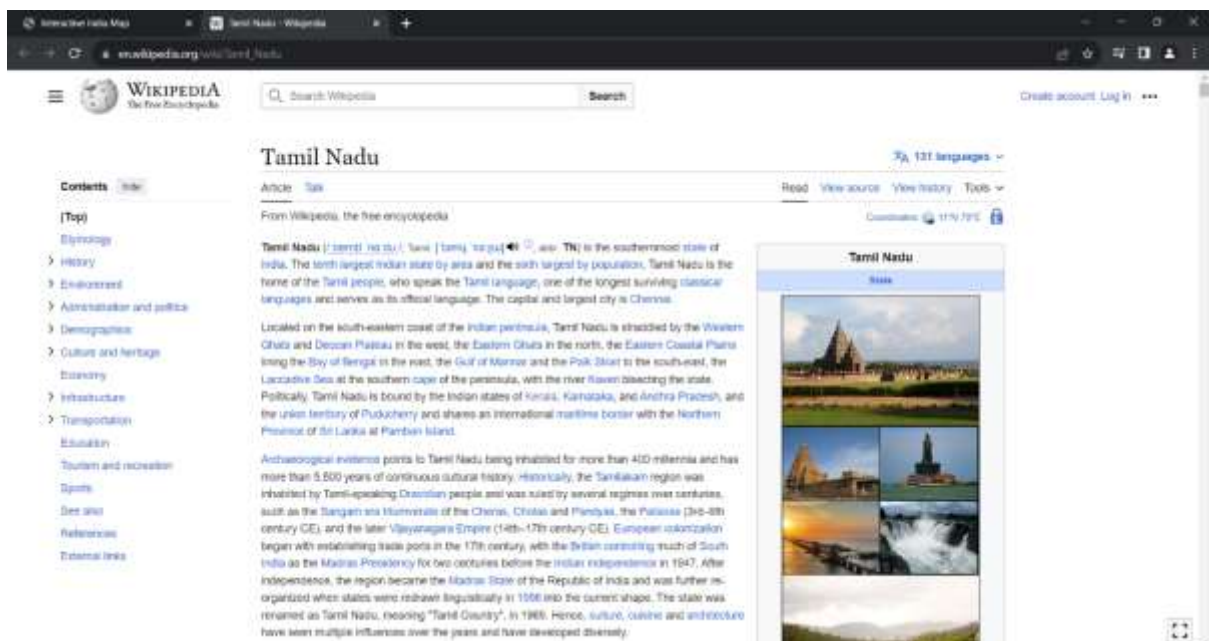 Interactive India Map
Tamil Nadu - Wikipedia
en.wikipedia.org/wiki/Tamil_Nadu
WIKIPEDIA
The Free Encyclopedia
Search Wikipedia
Search
Create account Log in
Tamil Nadu
131 languages
Contents hide
Article Talk
Read View source View history Tools
(Top)
From Wikipedia, the free encyclopedia
Coordinates
Etymology
History
Environment
Administration and politics
Demographics
Culture and heritage
Economy
Infrastructure
Transportation
Education
Tourism and recreation
Sports
See also
References
External links
Tamil Nadu TN) is the southernmost state of
India. The tenth largest Indian state by area and the sixth largest by population, Tamil Nadu is the
home of the Tamil people, who speak the Tamil language, one of the longest surviving classical
languages and serves as its official language. The capital and largest city is Chennai.
Located on the south-eastern coast of the Indian peninsula, Tamil Nadu is straddled by the Western
Ghats and Deccan Plateau in the west, the Eastern Ghats in the north, the Eastern Coastal Plains
lining the Bay of Bengal in the east, the Gulf of Mannar and the Palk Strait to the south-east, the
Laccadive Sea at the southern cape of the peninsula, with the river Kaveri bisecting the state.
Politically, Tamil Nadu is bound by the Indian states of Kerala, Karnataka, and Andhra Pradesh, and
the union territory of Puducherry and shares an international maritime border with the Northern
Province of Sri Lanka at Pamban Island.
Archaeological evidence points to Tamil Nadu being inhabited for more than 400 millennia and has
more than 5,500 years of continuous cultural history. Historically, the Tamilakam region was
inhabited by Tamil-speaking Dravidian people and was ruled by several regimes over centuries,
such as the Sangam era triumvirate of the Cheras, Cholas and Pandyas, the Pallavas (3rd–9th
century CE), and the later Vijayanagara Empire (14th–17th century CE). European colonization
began with establishing trade ports in the 17th century, with the British controlling much of South
India as the Madras Presidency for two centuries before the Indian Independence in 1947. After
independence, the region became the Madras State of the Republic of India and was further re-
organized when states were redrawn linguistically in 1956 into the current shape. The state was
renamed as Tamil Nadu, meaning "Tamil Country", in 1969. Hence, culture, cuisine and architecture
have seen multiple influences over the years and have developed diversely.
Tamil Nadu
State